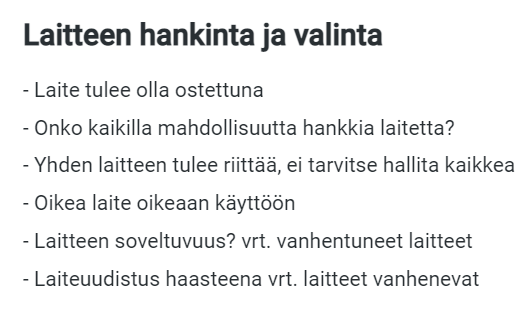 Laitteen hankinta ja valinta
- Laite tulee olla ostettuna
- Onko kaikilla mahdollisuutta hankkia laitetta?
- Yhden laitteen tulee riittää, ei tarvitse hallita kaikkea
- Oikea laite oikeaan käyttöön
- Laitteen soveltuvuus? vrt. vanhentuneet laitteet
- Laiteuudistus haasteena vrt. laitteet vanhenevat